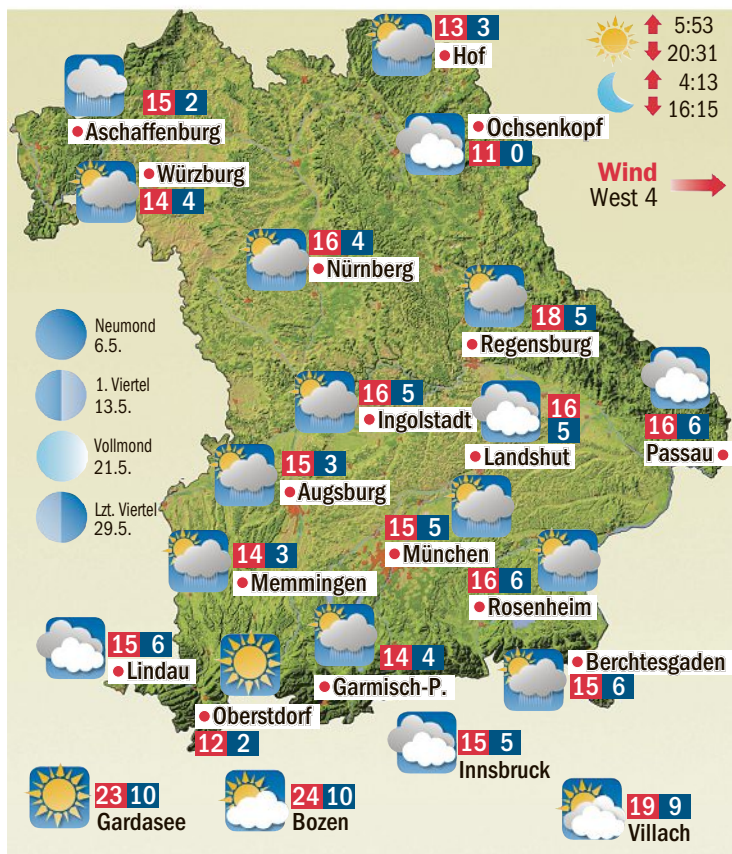 13 3
Hof
5:53
20:31
4:13
16:15
15 2
Aschaffenburg
Ochsenkopf
11 0
Würzburg
14 4
Wind
West 4
16 4
Nürnberg
18 5
Regensburg
Neumond
6.5.
1. Viertel
13.5.
Vollmond
21.5.
Lzt. Viertel
29.5.
16 5
Ingolstadt
16
5
Landshut
16 6
Passau
15 3
Augsburg
15 5
München
14 3
Memmingen
16 6
Rosenheim
15 6
Lindau
14 4
Garmisch-P.
Berchtesgaden
15 6
Oberstdorf
12 2
15 5
Innsbruck
23 10
Gardasee
24 10
Bozen
19 9
Villach